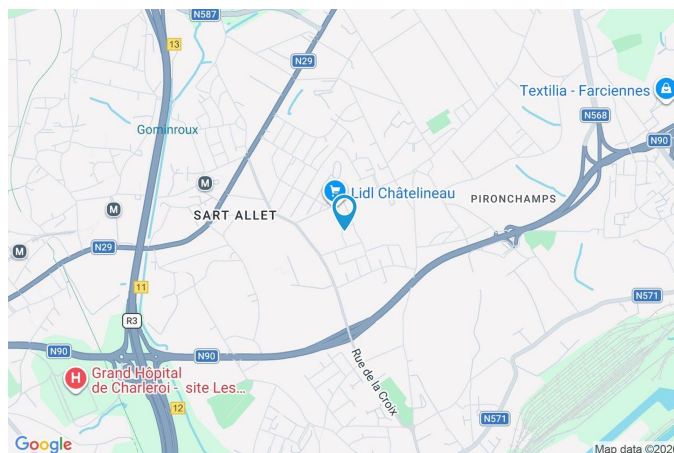 N587
13
N29
Textilia - Farciennes
N568
Gominroux
N90
M
Lidl Châtelineau
PIRONCHAMPS
M
SART ALLET
M
N29
11
N571
R3
N90
N90
Rue de la Croix
H
Grand Hôpital
de Charleroi - site Les...
12
N571
Google
Map data ©2026